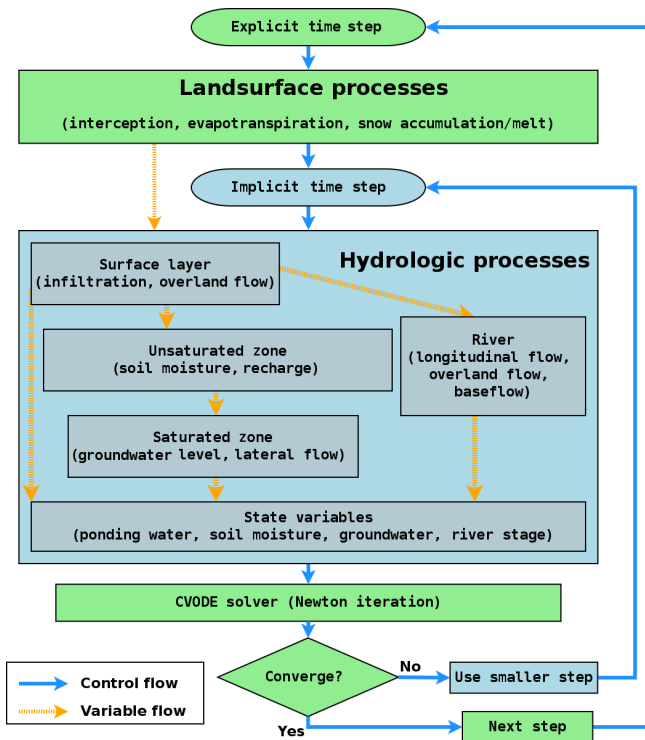 Explicit time step
Landsurface processes
(interception, evapotranspiration, snow accumulation/melt)
Implicit time step
Hydrologic processes
Surface layer
(infiltration, overland flow)
Unsaturated zone
(soil moisture, recharge)
River
(longitudinal flow,
overland flow,
baseflow)
Saturated zone
(groundwater level, lateral flow)
State variables
(ponding water, soil moisture, groundwater, river stage)
CVODE solver (Newton iteration)
Converge?
No
Use smaller step
Yes
Next step
Control flow
Variable flow